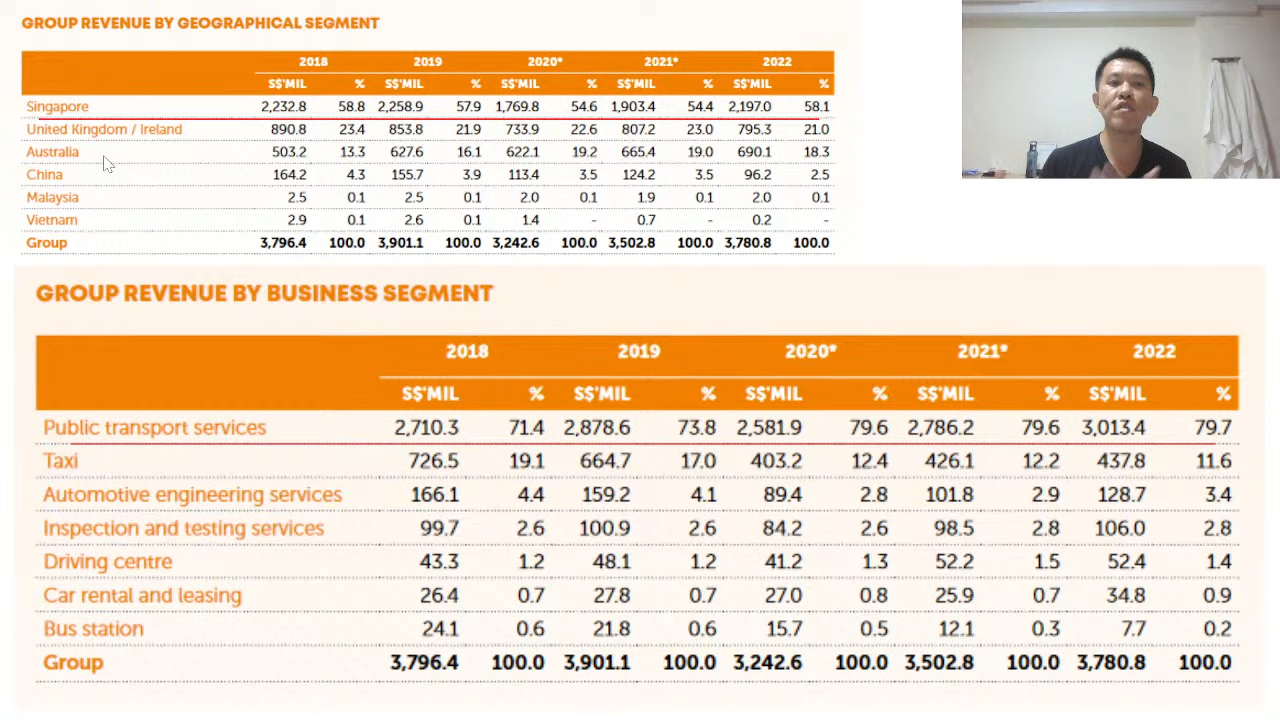 GROUP REVENUE BY GEOGRAPHICAL SEGMENT
2018 2019 2020* 2021* 2022
S$'MIL % S$'MIL % S$'MIL % S$'MIL % S$'MIL %
Singapore 2,232.8 58.8 2,258.9 57.9 1,769.8 54.6 1,903.4 54.4 2,197.0 58.1
United Kingdom / Ireland 890.8 23.4 853.8 21.9 733.9 22.6 807.2 23.0 795.3 21.0
Australia 503.2 13.3 627.6 16.1 622.1 19.2 665.4 19.0 690.1 18.3
China 164.2 4.3 155.7 3.9 113.4 3.5 124.2 3.5 96.2 2.5
Malaysia 2.5 0.1 2.5 0.1 2.0 0.1 1.9 0.1 2.0 0.1
Vietnam 2.9 0.1 2.6 0.1 1.4 - 0.7 - 0.2 -
Group 3,796.4 100.0 3,901.1 100.0 3,242.6 100.0 3,502.8 100.0 3,780.8 100.0
GROUP REVENUE BY BUSINESS SEGMENT
2018 2019 2020* 2021* 2022
S$'MIL % S$'MIL % S$'MIL % S$'MIL % S$'MIL %
Public transport services 2,710.3 71.4 2,878.6 73.8 2,581.9 79.6 2,786.2 79.6 3,013.4 79.7
Taxi 726.5 19.1 664.7 17.0 403.2 12.4 426.1 12.2 437.8 11.6
Automotive engineering services 166.1 4.4 159.2 4.1 89.4 2.8 101.8 2.9 128.7 3.4
Inspection and testing services 99.7 2.6 100.9 2.6 84.2 2.6 98.5 2.8 106.0 2.8
Driving centre 43.3 1.2 48.1 1.2 41.2 1.3 52.2 1.5 52.4 1.4
Car rental and leasing 26.4 0.7 27.8 0.7 27.0 0.8 25.9 0.7 34.8 0.9
Bus station 24.1 0.6 21.8 0.6 15.7 0.5 12.1 0.3 7.7 0.2
Group 3,796.4 100.0 3,901.1 100.0 3,242.6 100.0 3,502.8 100.0 3,780.8 100.0